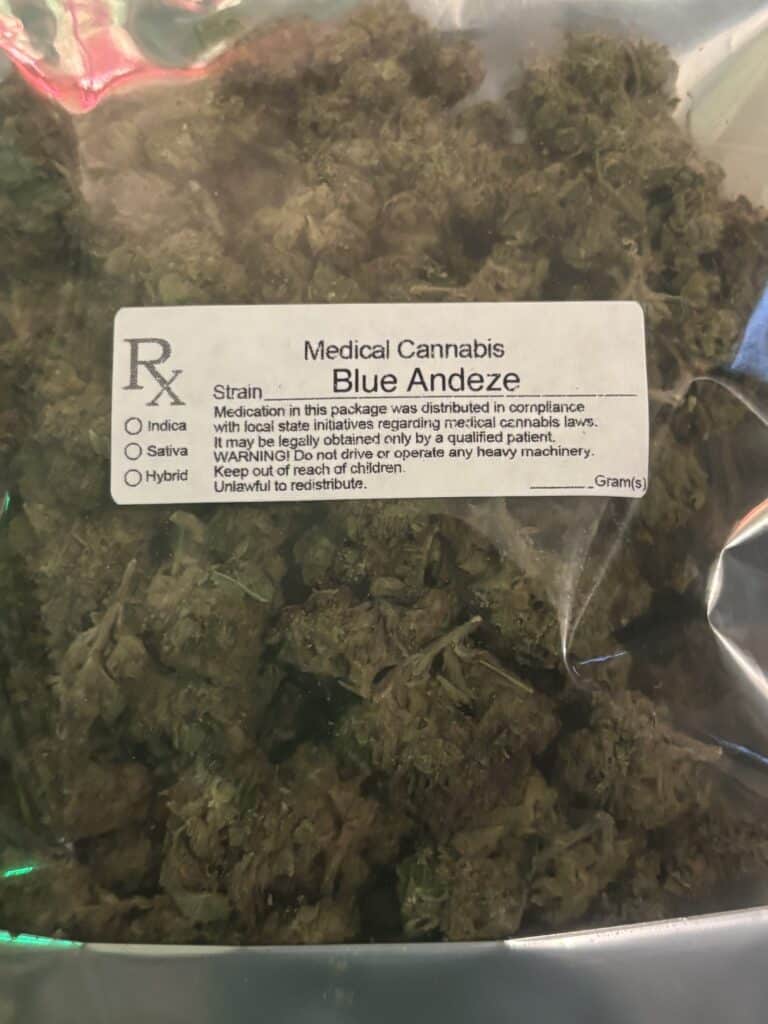 Rx
Medical Cannabis
Strain Blue Andeze
Medication in this package was distributed in compliance
with local state initiatives regarding medical cannabis laws.
It may be legally obtained only by a qualified patient.
WARNING! Do not drive or operate any heavy machinery.
Keep out of reach of children.
Unlawful to redistribute.
Indica
Sativa
Hybrid
Gram(s)